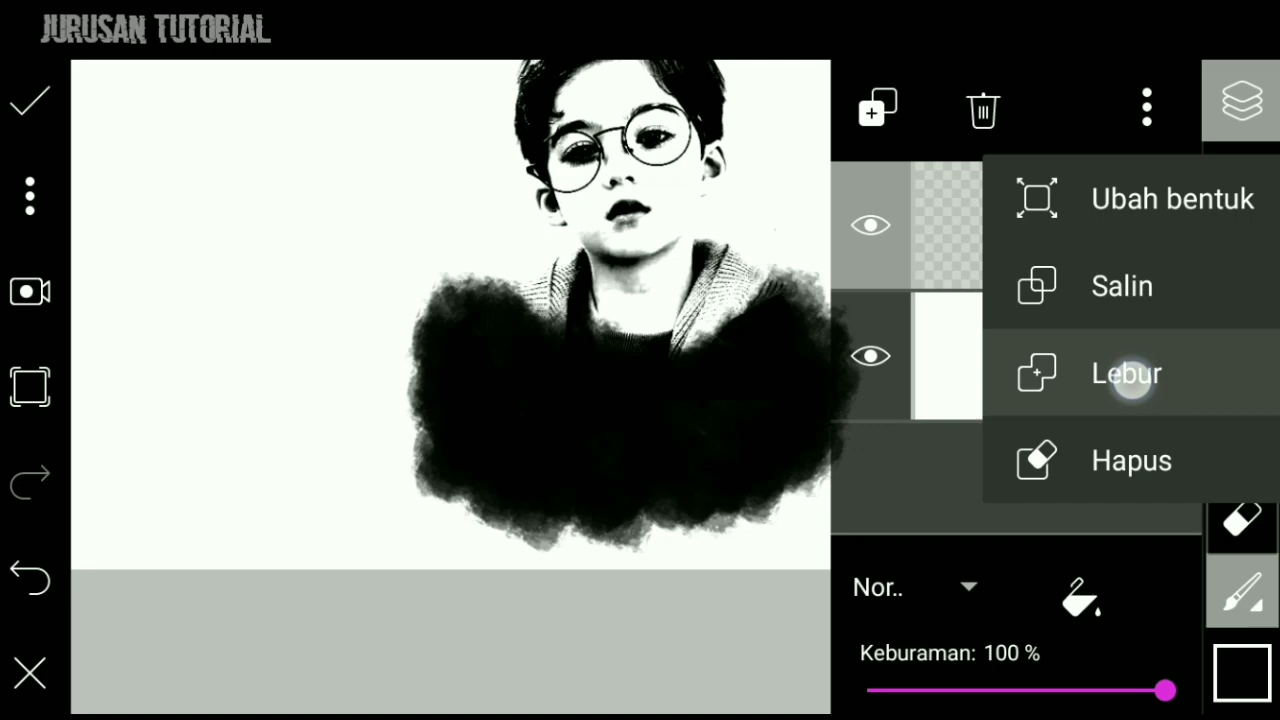 JURUSAN TUTORIAL
Ubah bentuk
Salin
Lebur
Hapus
Nor..
Keburaman: 100 %